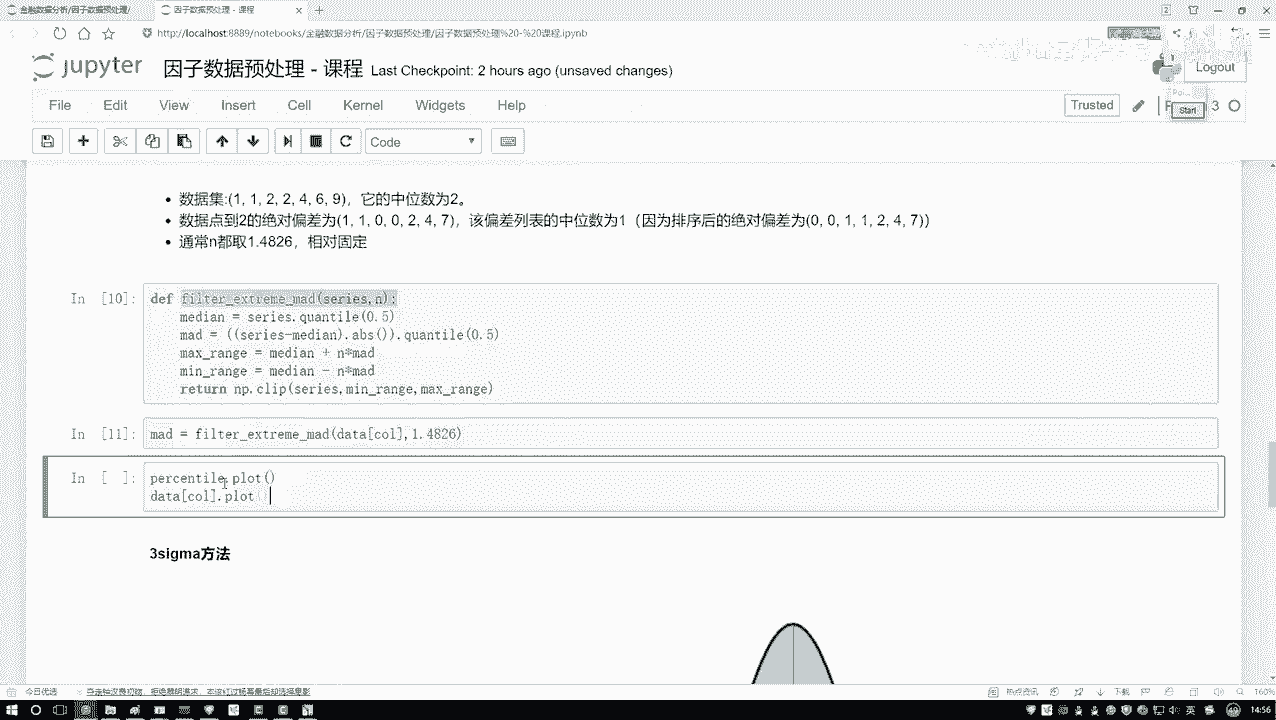 金融数据分析/因子数据预处理/
因子数据预处理 - 课程
http://localhost:8889/notebooks/金融数据分析/因子数据预处理/因子数据预处理%20-%20课程.ipynb
jupyter 因子数据预处理 - 课程 Last Checkpoint: 2 hours ago (unsaved changes)
Logout
File Edit View Insert Cell Kernel Widgets Help
Trusted
3
Start
Code
数据集:(1, 1, 2, 2, 4, 6, 9)，它的中位数为2。
数据点到2的绝对偏差为(1, 1, 0, 0, 2, 4, 7)，该偏差列表的中位数为1（因为排序后的绝对偏差为(0, 0, 1, 1, 2, 4, 7)）
通常n都取1.4826，相对固定
In [10]:
def filter_extreme_mad(series,n):
median = series.quantile(0.5)
mad = ((series-median).abs()).quantile(0.5)
max_range = median + n*mad
min_range = median - n*mad
return np.clip(series,min_range,max_range)
In [11]:
mad = filter_extreme_mad(data[col],1.4826)
In [ ]:
percentile.plot()
data[col].plot
3sigma方法
今日优选
热点资讯
下载
160%
英
14:56